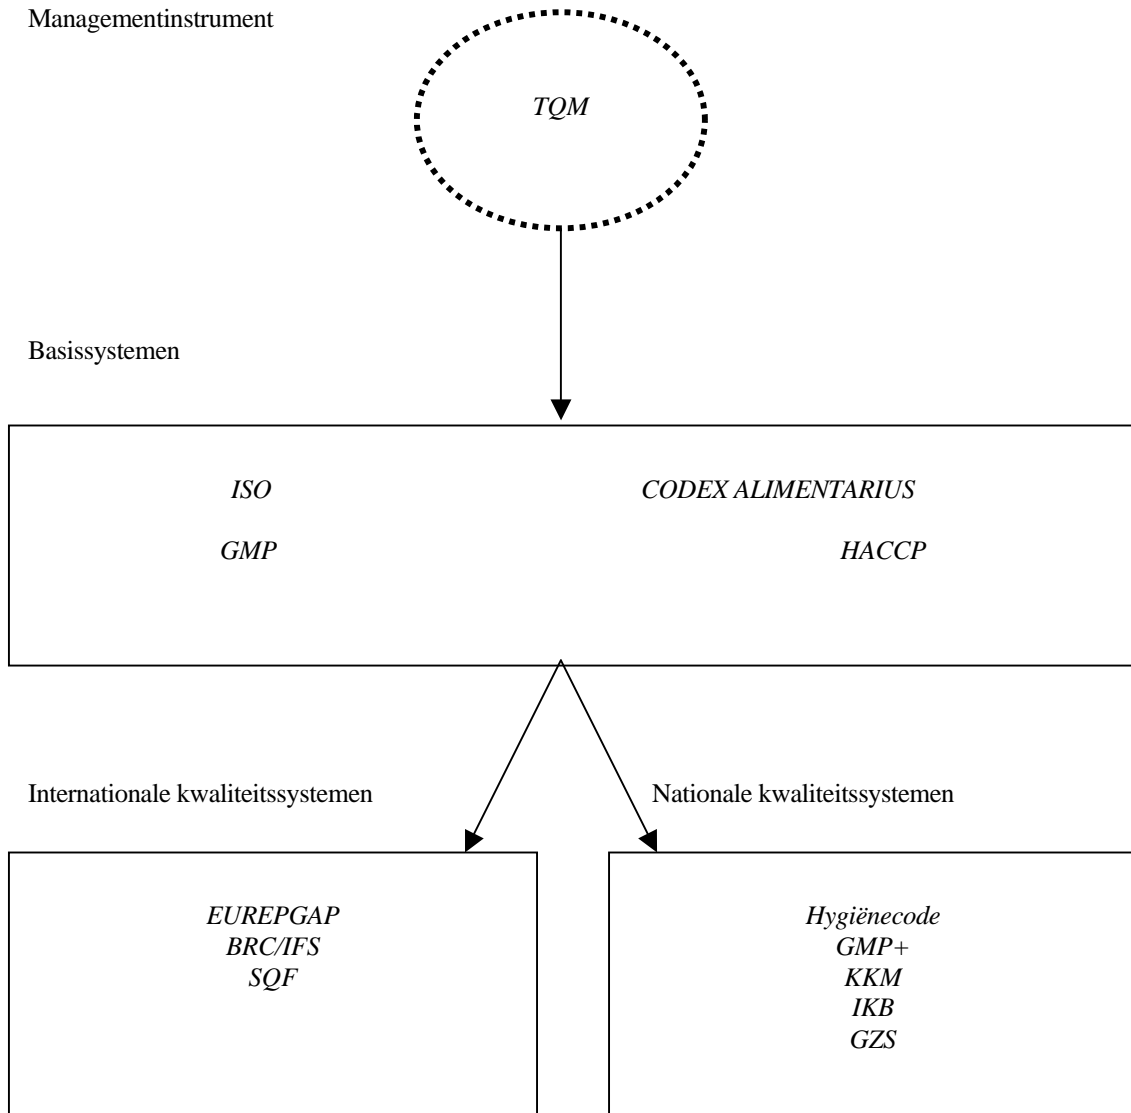 Managementinstrument
TQM
Basissystemen
ISO CODEX ALIMENTARIUS
GMP HACCP
Internationale kwaliteitssystemen Nationale kwaliteitssystemen
EUREPGAP
BRC/IFS
SQF
Hygiënecode
GMP+
KKM
IKB
GZS